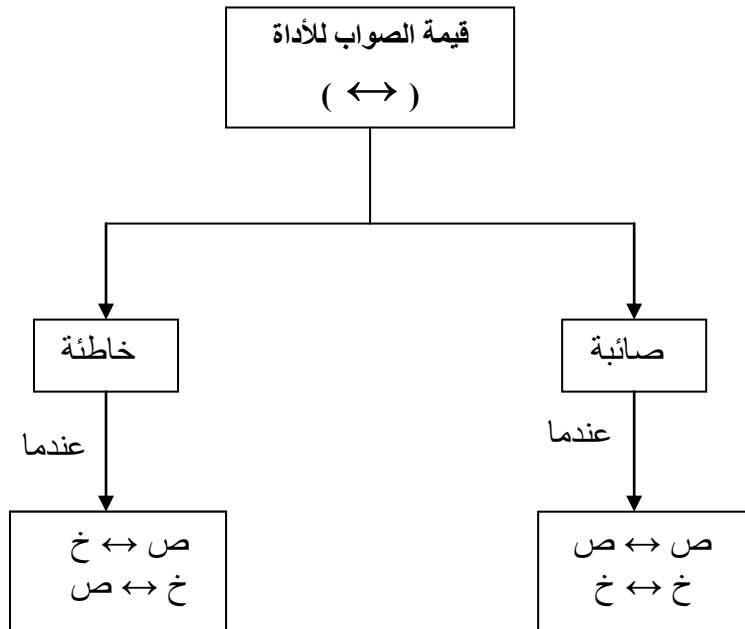 قيمة الصواب للأداة
( ↔ )
صائبة
خاطئة
عندما
عندما
ص ↔ ص
خ ↔ خ
ص ↔ خ
خ ↔ ص